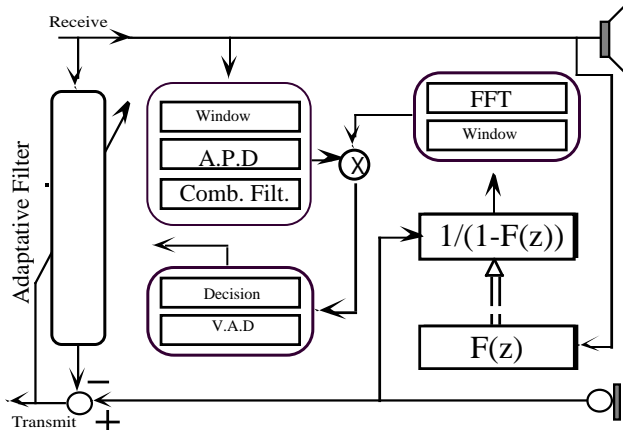 Receive
Adaptative Filter
Window
A.P.D
Comb. Filt.
X
FFT
Window
1/(1-F(z))
F(z)
Decision
V.A.D
−
+
Transmit